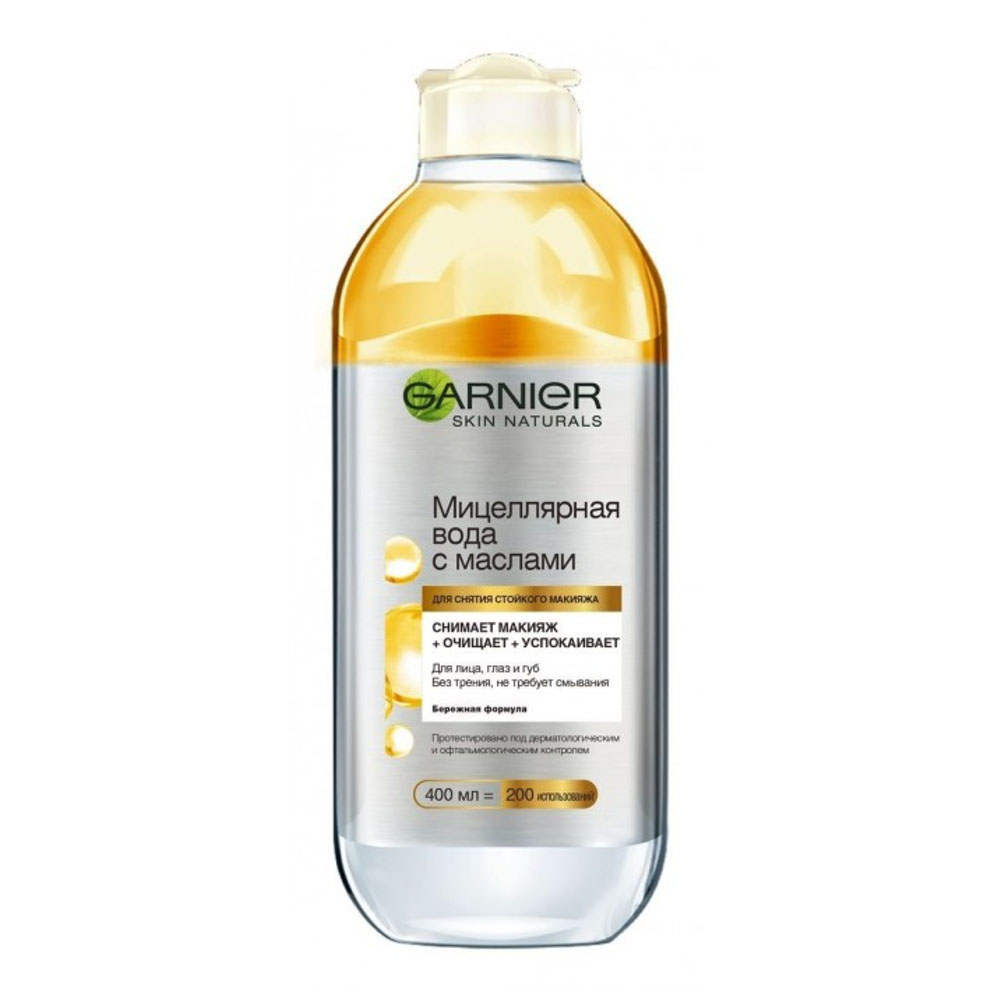 GARNIER
SKIN NATURALS
Мицеллярная
вода
с маслами
ДЛЯ СНЯТИЯ СТОЙКОГО МАКИЯЖА
СНИМАЕТ МАКИЯЖ
+ ОЧИЩАЕТ + УСПОКАИВАЕТ
Для лица, глаз и губ
Без трения, не требует смывания
Бережная формула
Протестировано под дерматологическим
и офтальмологическим контролем
400 мл = 200 использований